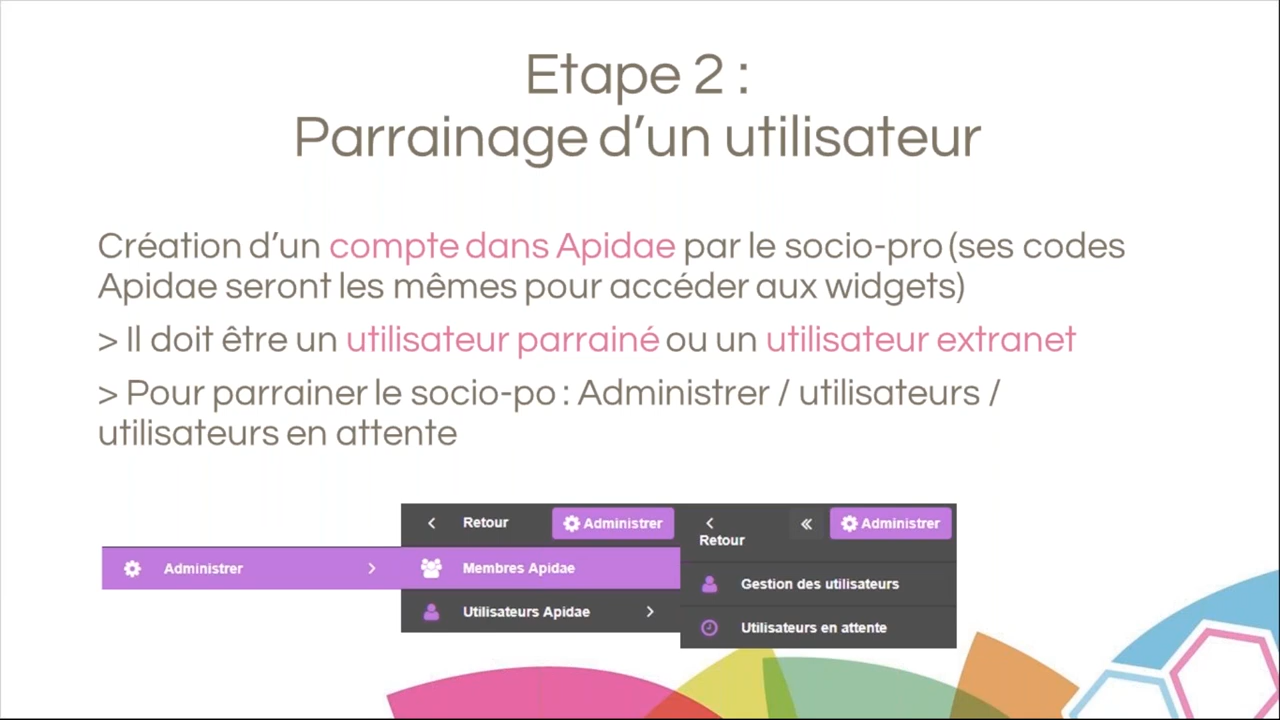 Etape 2 :
Parrainage d’un utilisateur
Création d’un compte dans Apidae par le socio-pro (ses codes
Apidae seront les mêmes pour accéder aux widgets)
> Il doit être un utilisateur parrainé ou un utilisateur extranet
> Pour parrainer le socio-po : Administrer / utilisateurs /
utilisateurs en attente
Administrer
Retour Administrer
Membres Apidae
Utilisateurs Apidae
Retour Administrer
Gestion des utilisateurs
Utilisateurs en attente